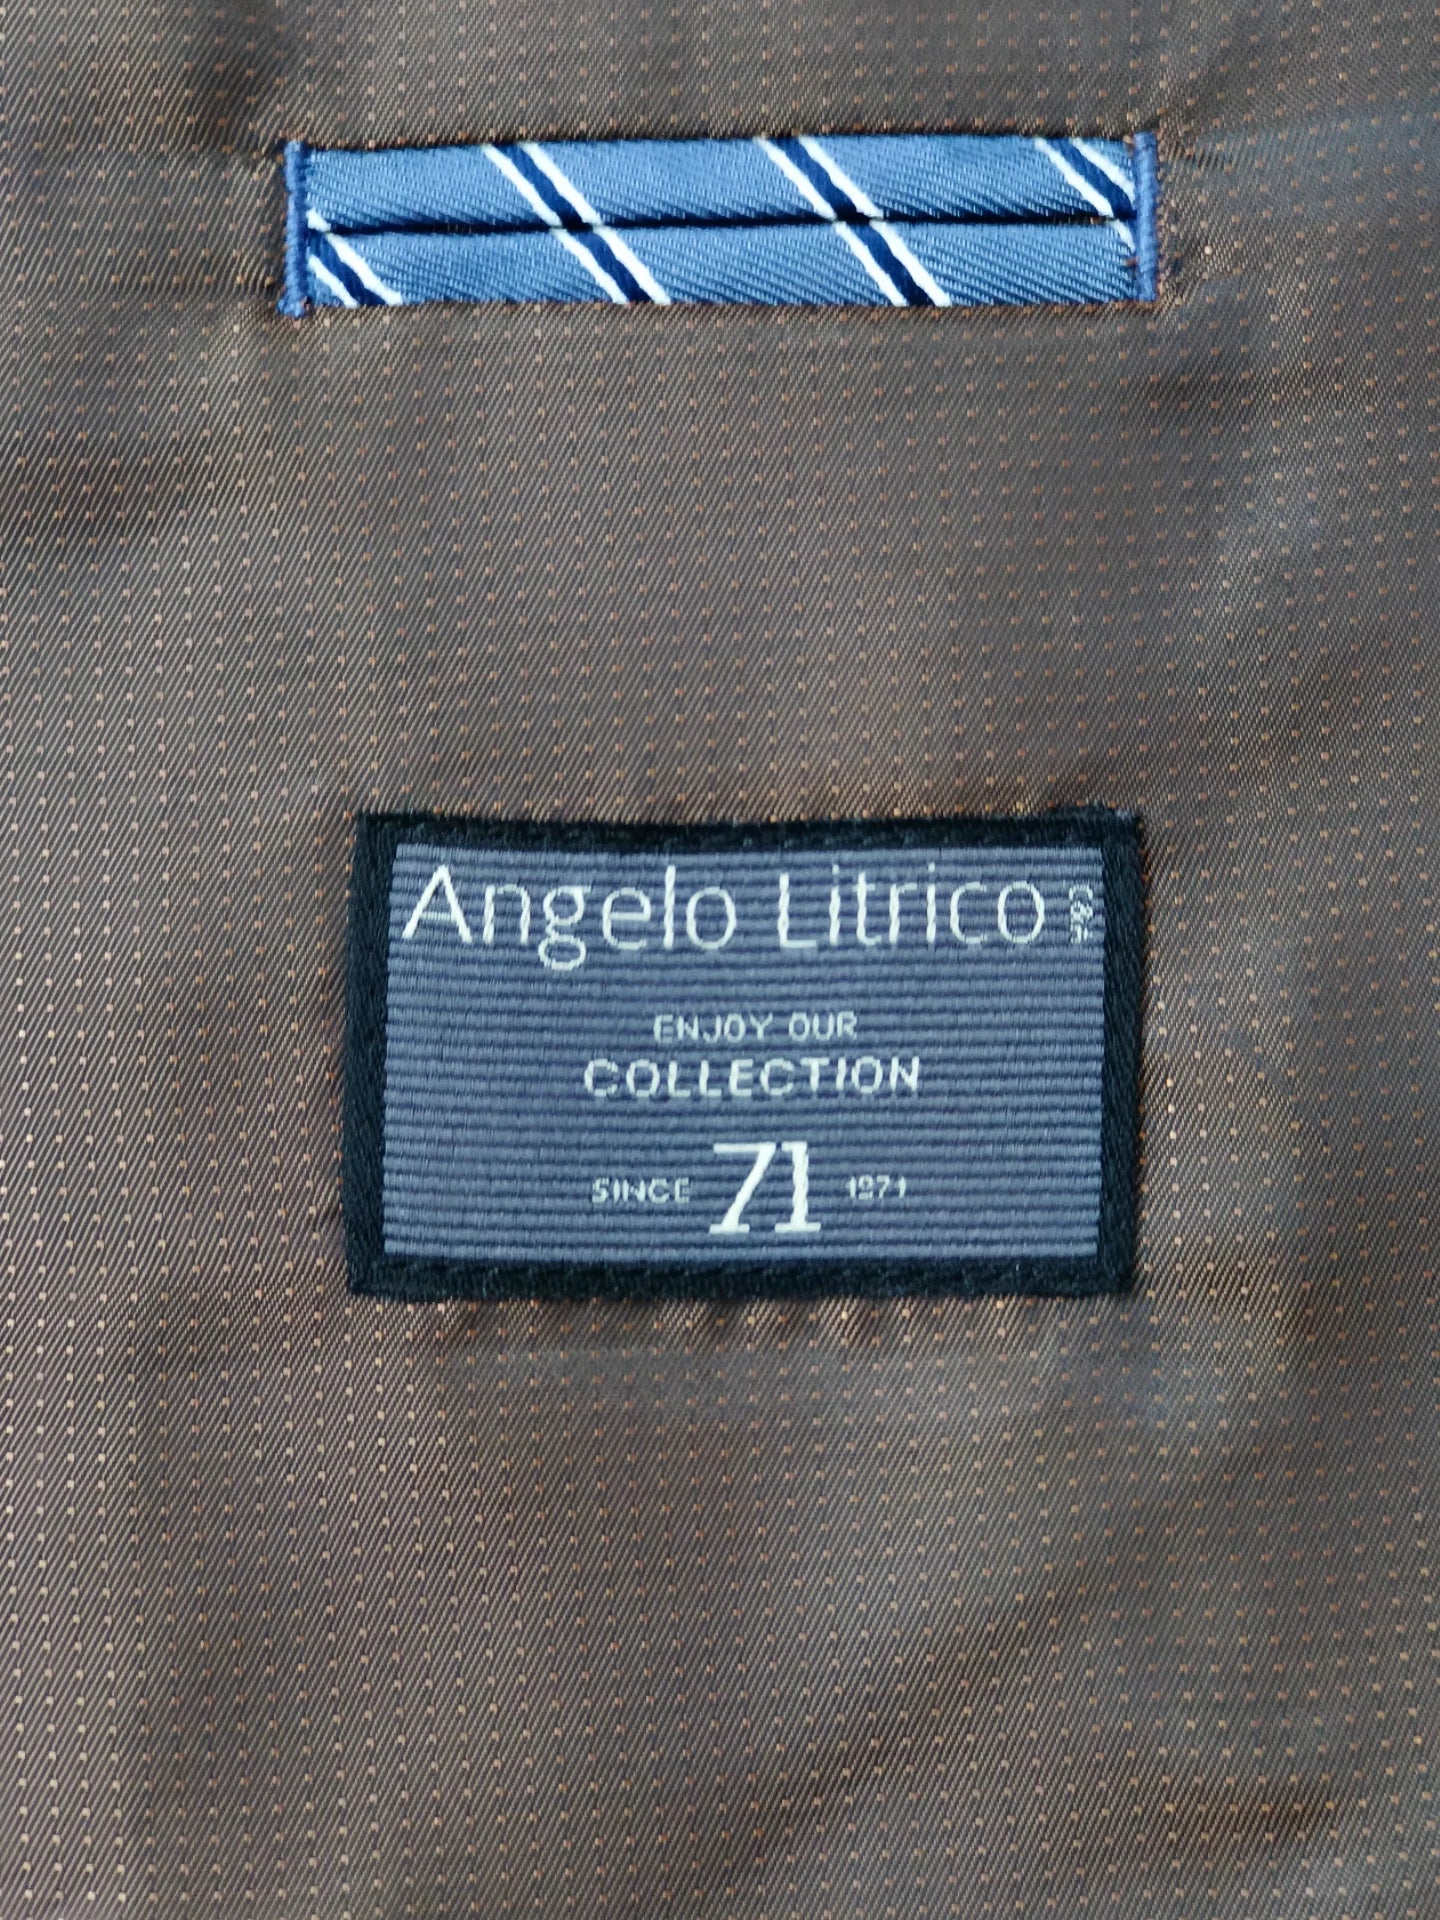 Angelo Litrico C&A
ENJOY OUR
COLLECTION
SINCE 71 1971